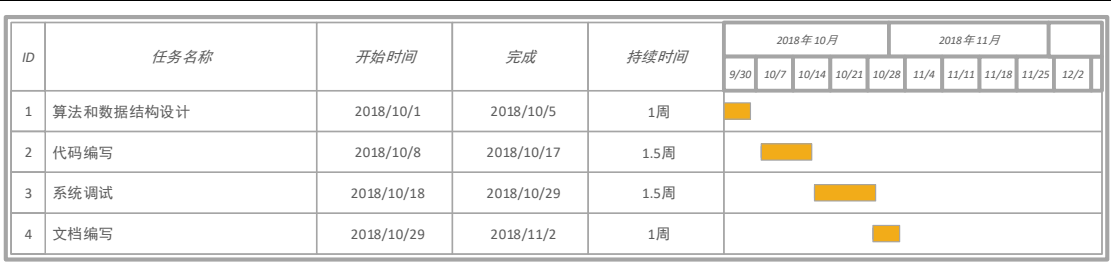 ID 任务名称 开始时间 完成 持续时间 2018年10月 2018年11月
9/30 10/7 10/14 10/21 10/28 11/4 11/11 11/18 11/25 12/2
1 算法和数据结构设计 2018/10/1 2018/10/5 1周
2 代码编写 2018/10/8 2018/10/17 1.5周
3 系统调试 2018/10/18 2018/10/29 1.5周
4 文档编写 2018/10/29 2018/11/2 1周